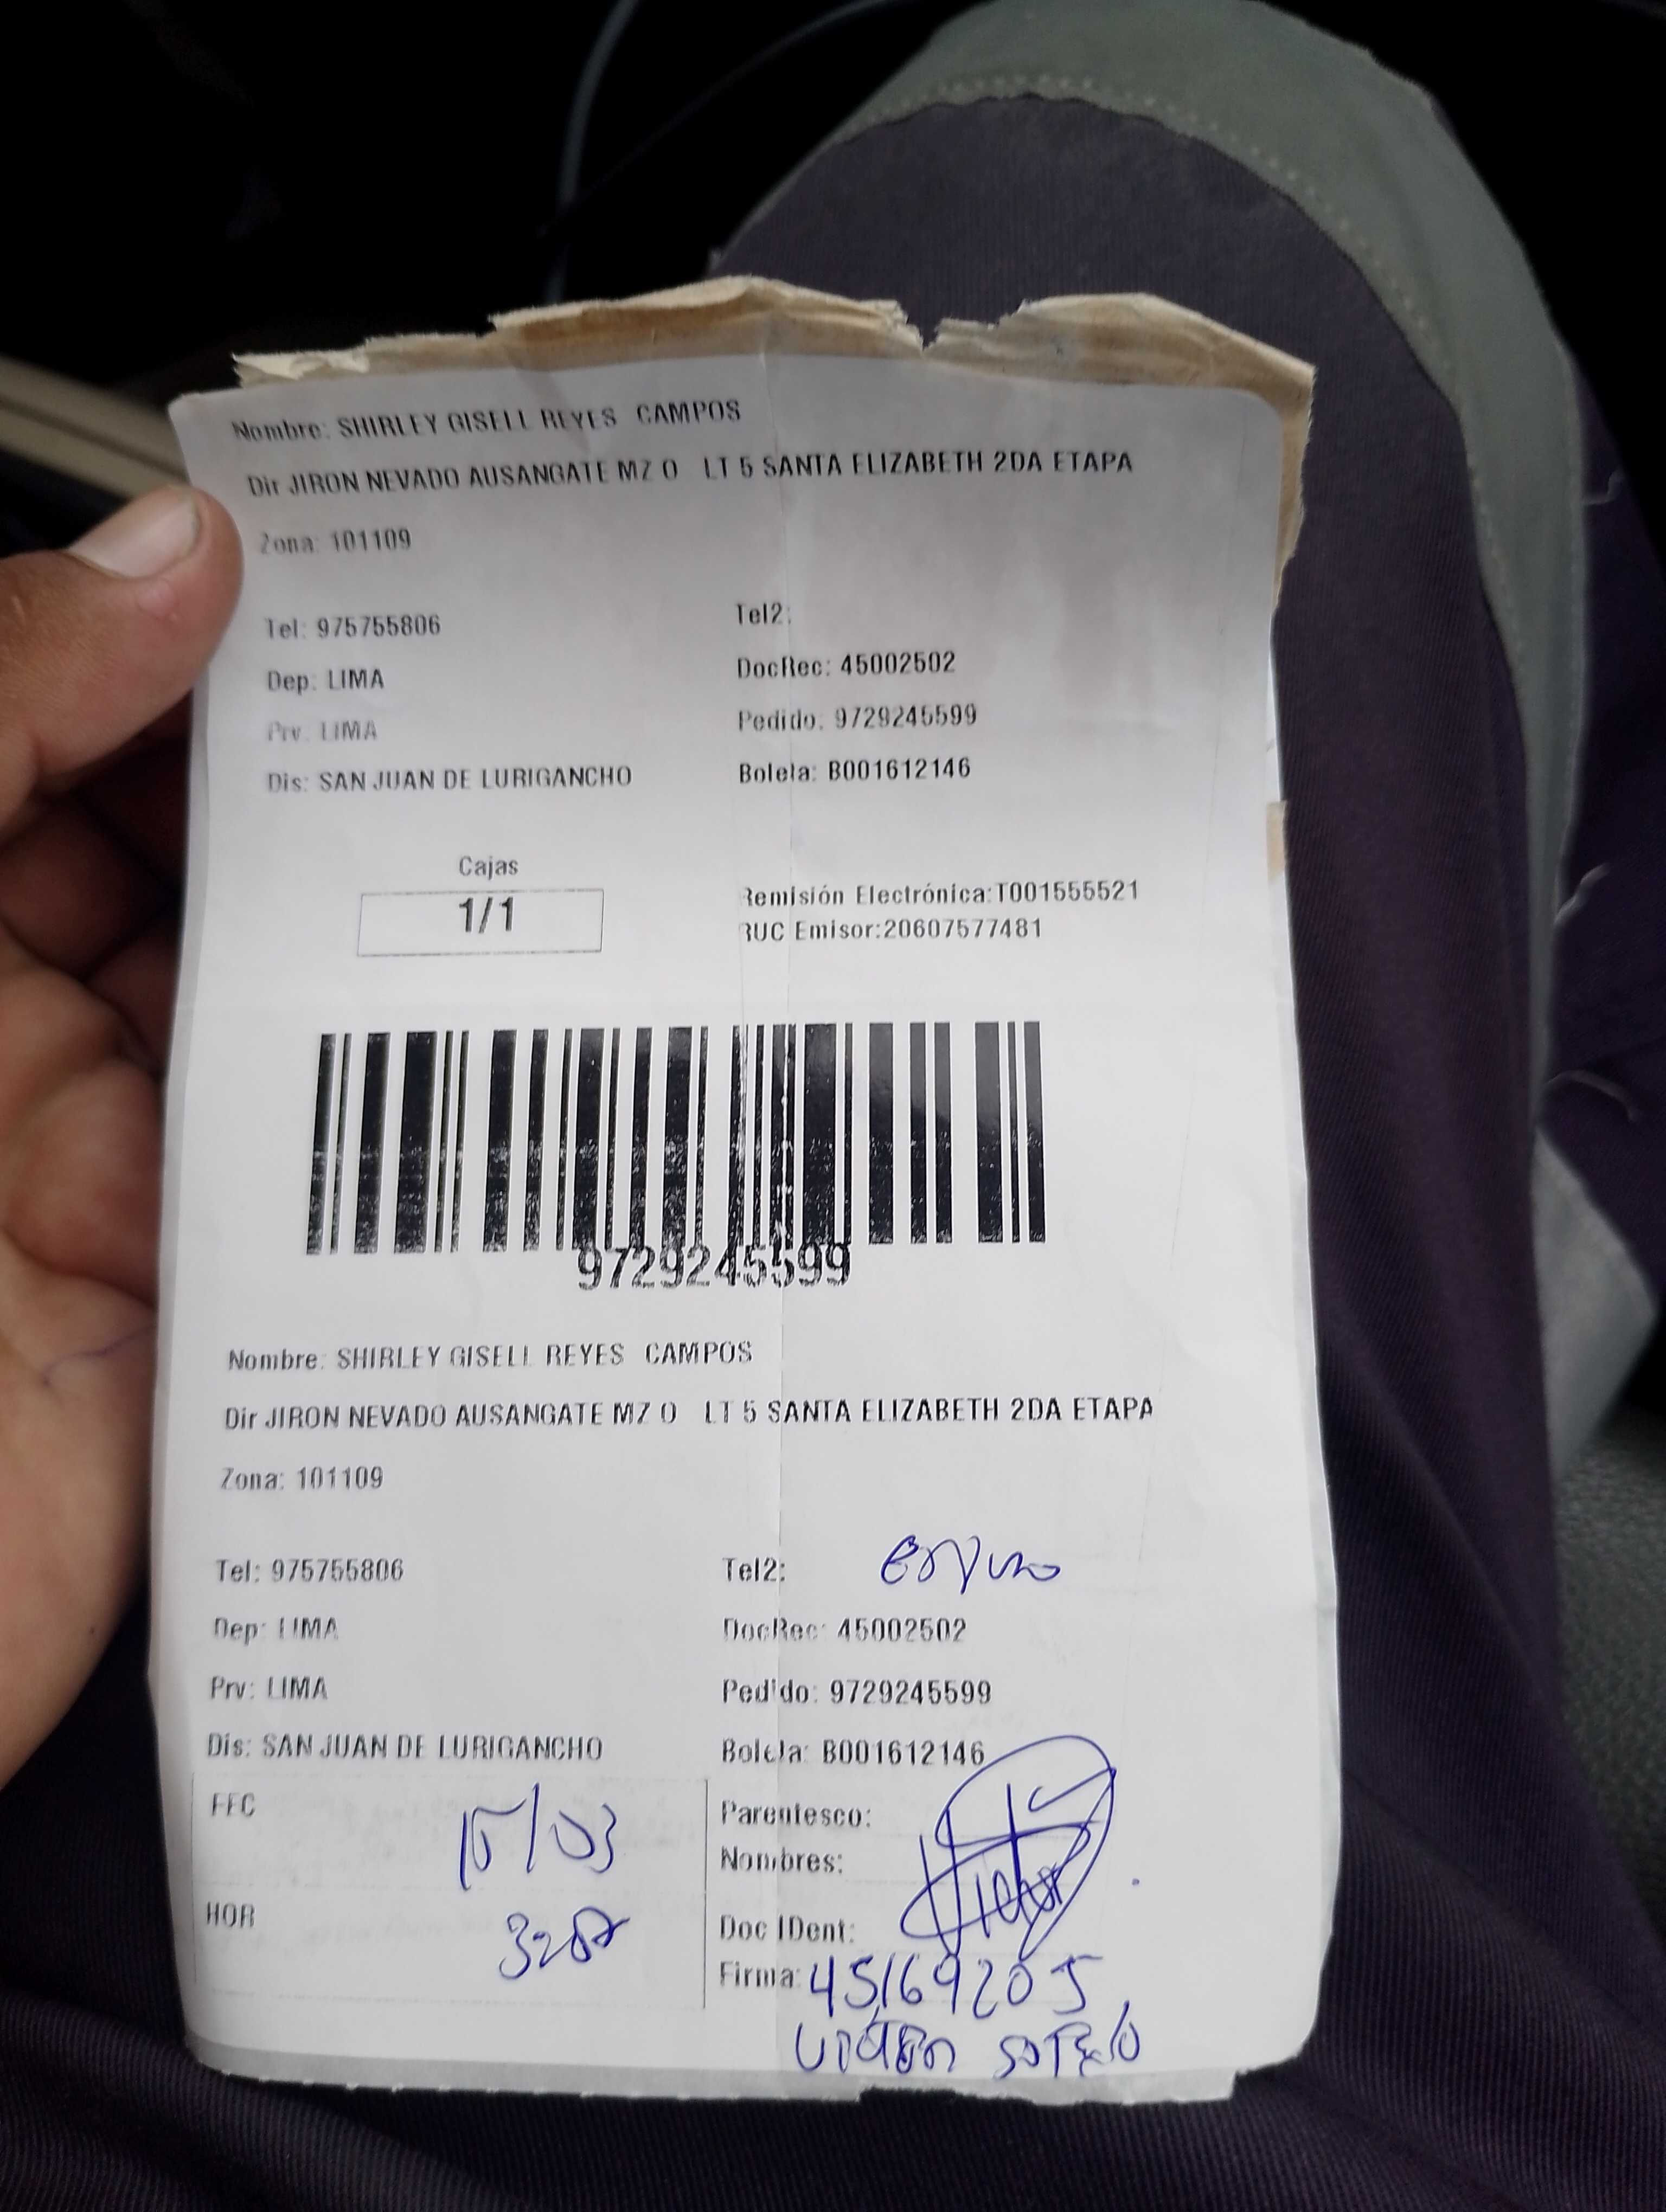 Nombre: SHIRLEY GISELL REYES CAMPOS
Dir JIRON NEVADO AUSANGATE MZ O LT 5 SANTA ELIZABETH 2DA ETAPA
Zona: 101109
Tel: 975755806 Tel2:
Dep: LIMA DocRec: 45002502
Prv: LIMA Pedido: 9729245599
Dis: SAN JUAN DE LURIGANCHO Boleta: B001612146
Cajas
1/1
Remisión Electrónica:T001555521
RUC Emisor:20607577481
9729245599
Nombre: SHIRLEY GISELL REYES CAMPOS
Dir JIRON NEVADO AUSANGATE MZ O LT 5 SANTA ELIZABETH 2DA ETAPA
Zona: 101109
Tel: 975755806 Tel2:
Dep: LIMA DocRec: 45002502
Prv: LIMA Pedido: 9729245599
Dis: SAN JUAN DE LURIGANCHO Boleta: B001612146
FEC 15/03 Parentesco:
Nombres:
HOR Doc IDent:
Firma: 45169205
SOTELO